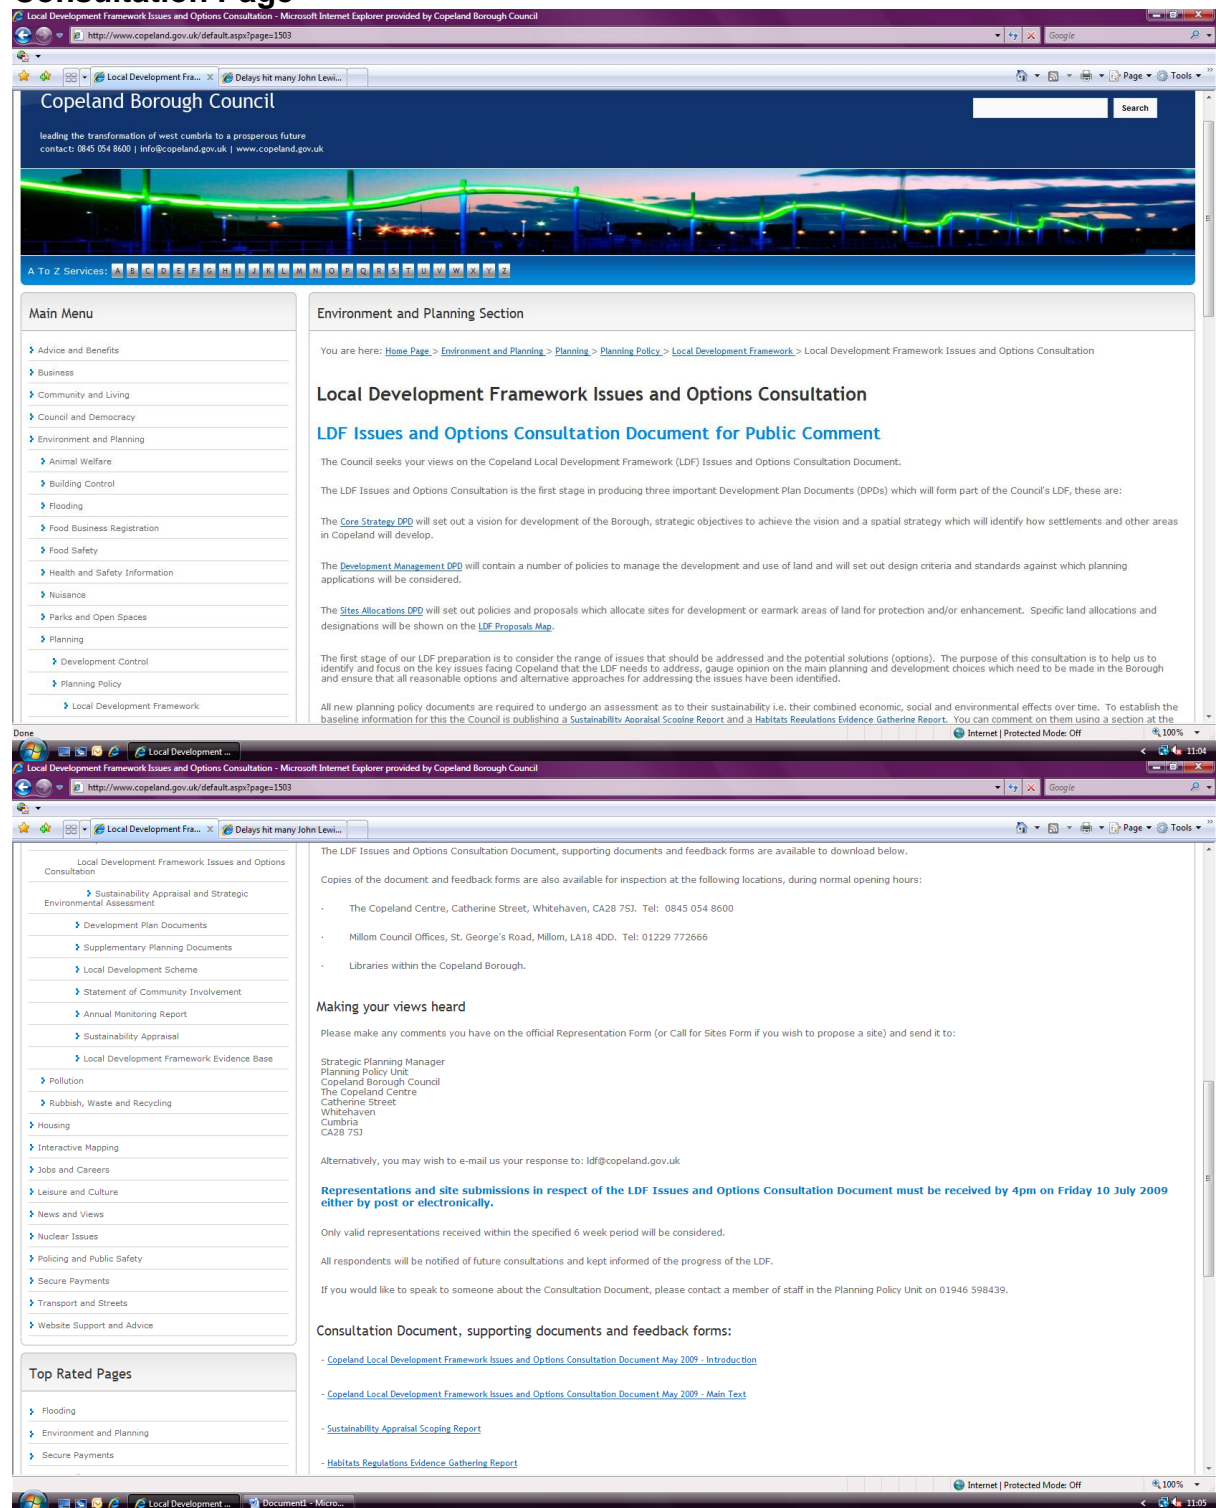 Consultation Page
Local Development Framework Issues and Options Consultation - Microsoft Internet Explorer provided by Copeland Borough Council
http://www.copeland.gov.uk/default.aspx?page=1503
Google
Local Development Fra...
Delays hit many John Lewi...
Page
Tools
Copeland Borough Council
Search
leading the transformation of west cumbria to a prosperous future
contact: 0845 054 8600 | info@copeland.gov.uk | www.copeland.gov.uk
A To Z Services: A B C D E F G H I J K L M N O P Q R S T U V W X Y Z
Main Menu
Advice and Benefits
Business
Community and Living
Council and Democracy
Environment and Planning
Animal Welfare
Building Control
Flooding
Food Business Registration
Food Safety
Health and Safety Information
Nuisance
Parks and Open Spaces
Planning
Development Control
Planning Policy
Local Development Framework
Environment and Planning Section
You are here: Home Page > Environment and Planning > Planning > Planning Policy > Local Development Framework > Local Development Framework Issues and Options Consultation
Local Development Framework Issues and Options Consultation
LDF Issues and Options Consultation Document for Public Comment
The Council seeks your views on the Copeland Local Development Framework (LDF) Issues and Options Consultation Document.
The LDF Issues and Options Consultation is the first stage in producing three important Development Plan Documents (DPDs) which will form part of the Council's LDF, these are:
The Core Strategy DPD will set out a vision for development of the Borough, strategic objectives to achieve the vision and a spatial strategy which will identify how settlements and other areas
in Copeland will develop.
The Development Management DPD will contain a number of policies to manage the development and use of land and will set out design criteria and standards against which planning
applications will be considered.
The Sites Allocations DPD will set out policies and proposals which allocate sites for development or earmark areas of land for protection and/or enhancement. Specific land allocations and
designations will be shown on the LDF Proposals Map.
The first stage of our LDF preparation is to consider the range of issues that should be addressed and the potential solutions (options). The purpose of this consultation is to help us to
identify and focus on the key issues facing Copeland that the LDF needs to address, gauge opinion on the main planning and development choices which need to be made in the Borough
and ensure that all reasonable options and alternative approaches for addressing the issues have been identified.
All new planning policy documents are required to undergo an assessment as to their sustainability i.e. their combined economic, social and environmental effects over time. To establish the
baseline information for this the Council is publishing a Sustainability Appraisal Scoping Report and a Habitats Regulations Evidence Gathering Report. You can comment on them using a section at the
Done
Internet | Protected Mode: Off
100%
Local Development ...
11:04
Local Development Framework Issues and Options Consultation - Microsoft Internet Explorer provided by Copeland Borough Council
http://www.copeland.gov.uk/default.aspx?page=1503
Google
Local Development Fra...
Delays hit many John Lewi...
Page
Tools
Local Development Framework Issues and Options
Consultation
Sustainability Appraisal and Strategic
Environmental Assessment
Development Plan Documents
Supplementary Planning Documents
Local Development Scheme
Statement of Community Involvement
Annual Monitoring Report
Sustainability Appraisal
Local Development Framework Evidence Base
Pollution
Rubbish, Waste and Recycling
Housing
Interactive Mapping
Jobs and Careers
Leisure and Culture
News and Views
Nuclear Issues
Policing and Public Safety
Secure Payments
Transport and Streets
Website Support and Advice
Top Rated Pages
Flooding
Environment and Planning
Secure Payments
The LDF Issues and Options Consultation Document, supporting documents and feedback forms are available to download below.
Copies of the document and feedback forms are also available for inspection at the following locations, during normal opening hours:
· The Copeland Centre, Catherine Street, Whitehaven, CA28 7SJ. Tel: 0845 054 8600
· Millom Council Offices, St. George's Road, Millom, LA18 4DD. Tel: 01229 772666
· Libraries within the Copeland Borough.
Making your views heard
Please make any comments you have on the official Representation Form (or Call for Sites Form if you wish to propose a site) and send it to:
Strategic Planning Manager
Planning Policy Unit
Copeland Borough Council
The Copeland Centre
Catherine Street
Whitehaven
Cumbria
CA28 7SJ
Alternatively, you may wish to e-mail us your response to: ldf@copeland.gov.uk
Representations and site submissions in respect of the LDF Issues and Options Consultation Document must be received by 4pm on Friday 10 July 2009
either by post or electronically.
Only valid representations received within the specified 6 week period will be considered.
All respondents will be notified of future consultations and kept informed of the progress of the LDF.
If you would like to speak to someone about the Consultation Document, please contact a member of staff in the Planning Policy Unit on 01946 598439.
Consultation Document, supporting documents and feedback forms:
- Copeland Local Development Framework Issues and Options Consultation Document May 2009 - Introduction
- Copeland Local Development Framework Issues and Options Consultation Document May 2009 - Main Text
- Sustainability Appraisal Scoping Report
- Habitats Regulations Evidence Gathering Report
Internet | Protected Mode: Off
100%
Local Development ...
Document1 - Micro...
11:05